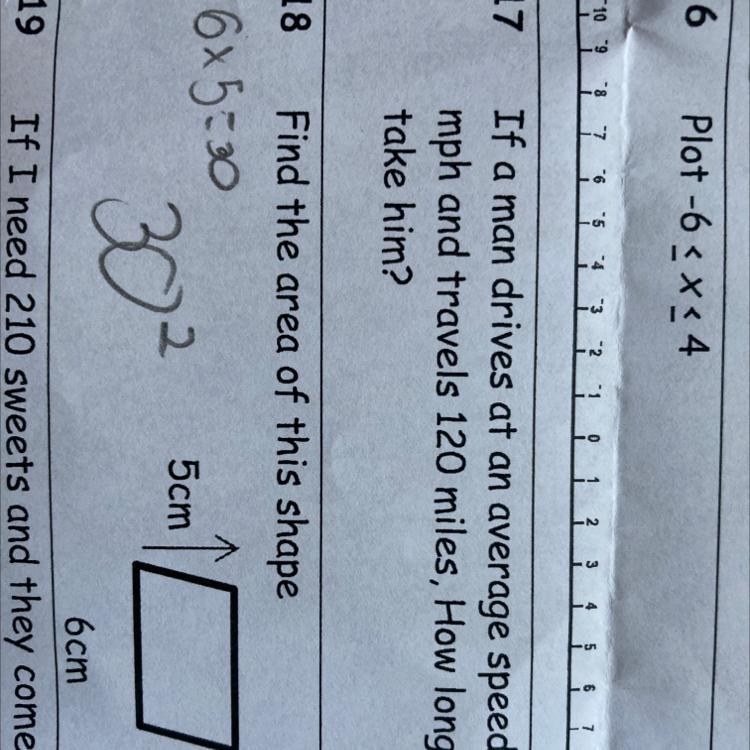 6 Plot -6 ≤ x ≤ 4
-10 -9 -8 -7 -6 -5 -4 -3 -2 -1 0 1 2 3 4 5 6 7
17 If a man drives at an average speed
mph and travels 120 miles, How long
take him?
18 Find the area of this shape
6 x 5 = 30
30²
5cm
6cm
19 If I need 210 sweets and they come